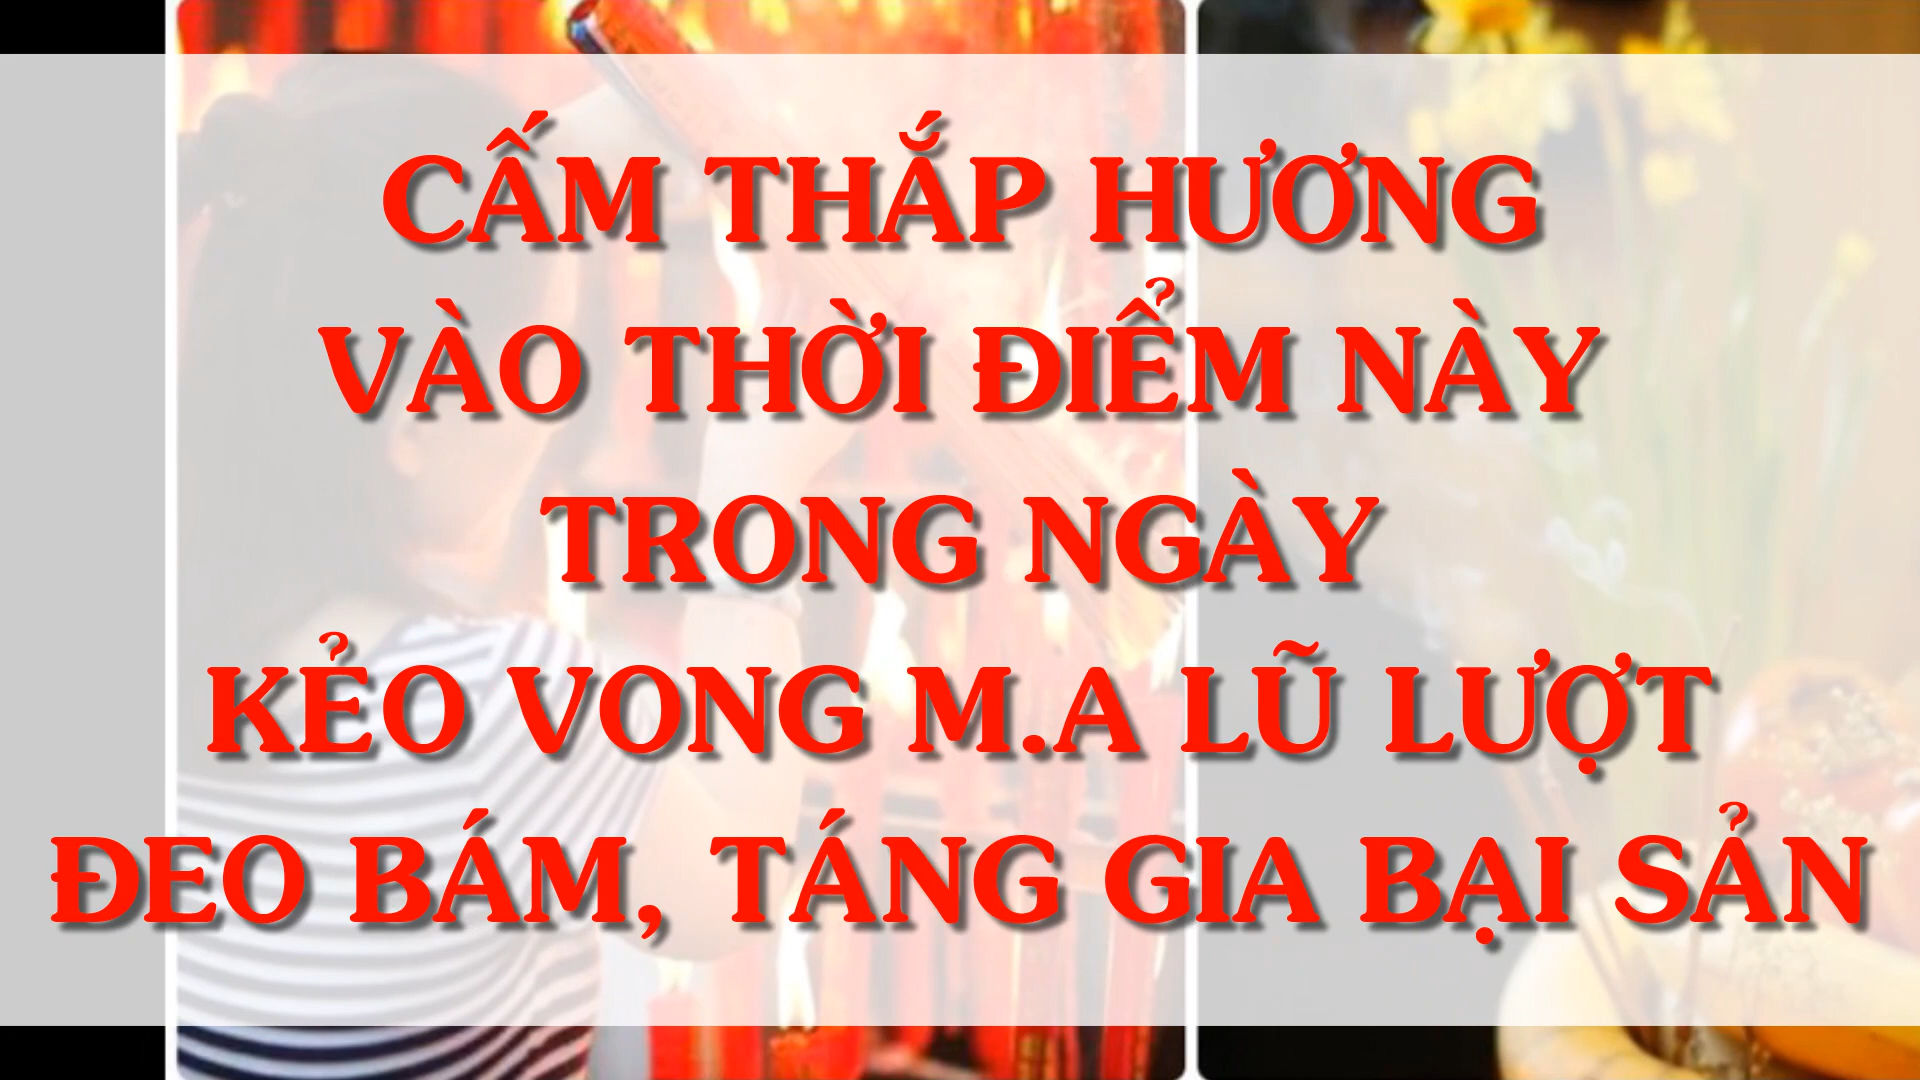 CẤM THẮP HƯƠNG
VÀO THỜI ĐIỂM NÀY
TRONG NGÀY
KẺO VONG M.A LŨ LƯỢT
ĐEO BÁM, TÁNG GIA BẠI SẢN